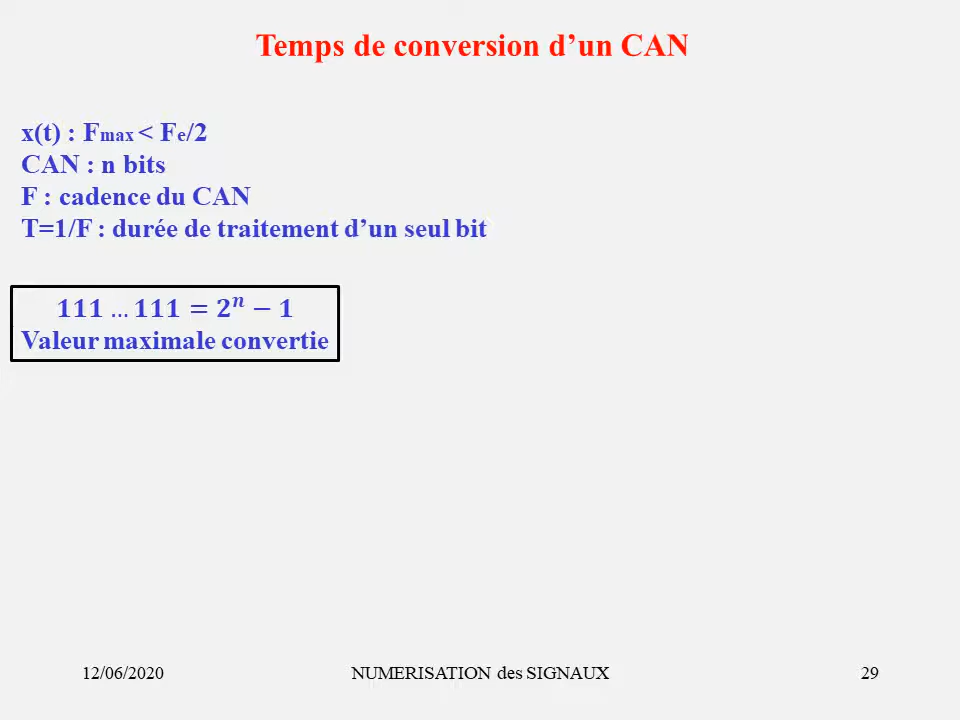 Temps de conversion d’un CAN
x(t) : Fmax < Fe/2
CAN : n bits
F : cadence du CAN
T=1/F : durée de traitement d’un seul bit
111 … 111 = 2ⁿ − 1
Valeur maximale convertie
12/06/2020
NUMERISATION des SIGNAUX
29